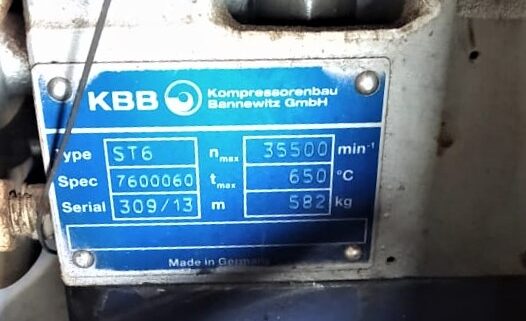 KBB Kompressorenbau
Bannewitz GmbH
Type ST6 n max 35500 min⁻¹
Spec 7600060 t max 650 °C
Serial 309/13 m 582 kg
Made in Germany